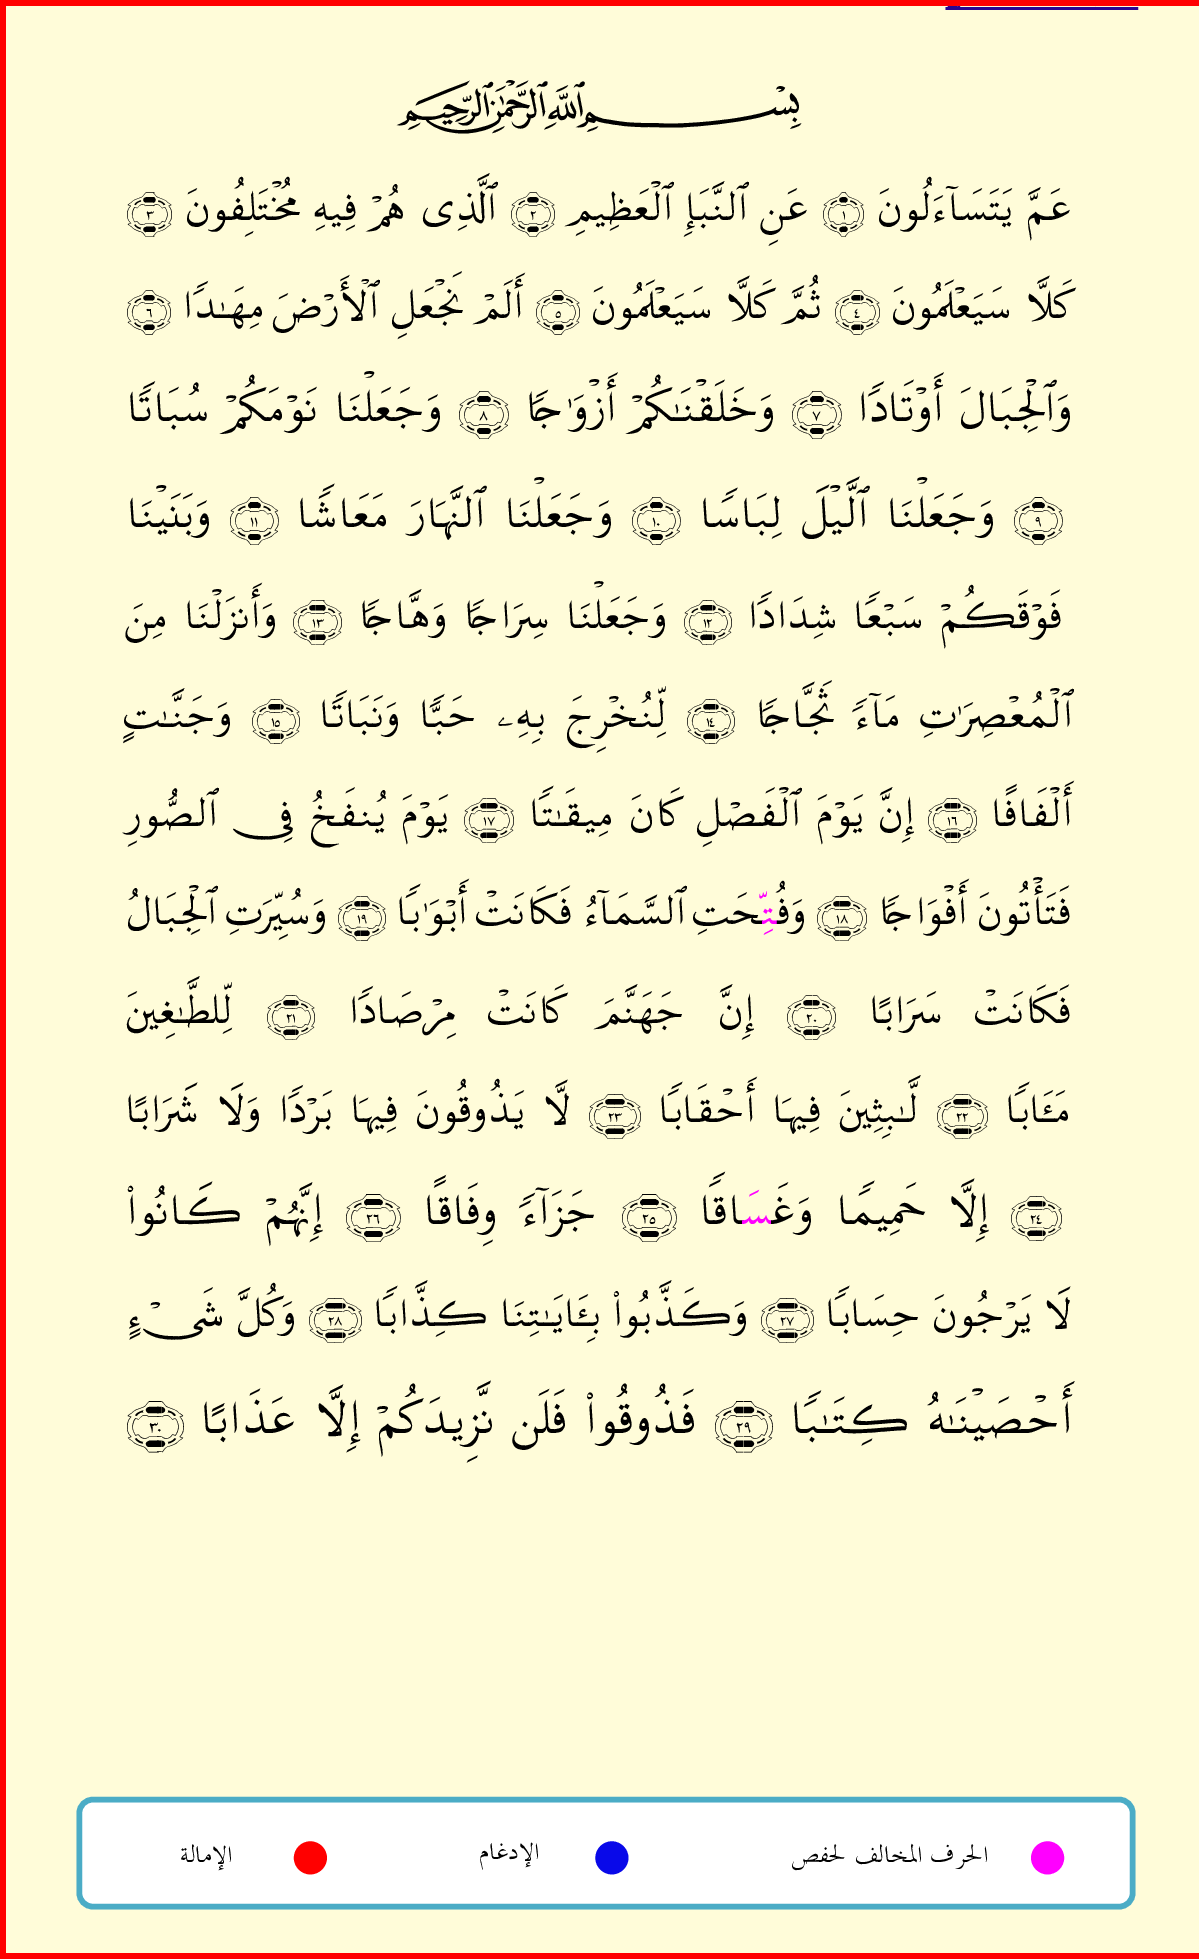 بِسْمِ ٱللَّهِ ٱلرَّحْمَٰنِ ٱلرَّحِيمِ
عَمَّ يَتَسَآءَلُونَ ١ عَنِ ٱلنَّبَإِ ٱلْعَظِيمِ ٢ ٱلَّذِى هُمْ فِيهِ مُخْتَلِفُونَ ٣
كَلَّا سَيَعْلَمُونَ ٤ ثُمَّ كَلَّا سَيَعْلَمُونَ ٥ أَلَمْ نَجْعَلِ ٱلْأَرْضَ مِهَـٰدًا ٦
وَٱلْجِبَالَ أَوْتَادًا ٧ وَخَلَقْنَـٰكُمْ أَزْوَٰجًا ٨ وَجَعَلْنَا نَوْمَكُمْ سُبَاتًا
٩ وَجَعَلْنَا ٱلَّيْلَ لِبَاسًا ١٠ وَجَعَلْنَا ٱلنَّهَارَ مَعَاشًا ١١ وَبَنَيْنَا
فَوْقَكُمْ سَبْعًا شِدَادًا ١٢ وَجَعَلْنَا سِرَاجًا وَهَّاجًا ١٣ وَأَنزَلْنَا مِنَ
ٱلْمُعْصِرَٰتِ مَآءً ثَجَّاجًا ١٤ لِّنُخْرِجَ بِهِۦ حَبًّا وَنَبَاتًا ١٥ وَجَنَّـٰتٍ
أَلْفَافًا ١٦ إِنَّ يَوْمَ ٱلْفَصْلِ كَانَ مِيقَـٰتًا ١٧ يَوْمَ يُنفَخُ فِى ٱلصُّورِ
فَتَأْتُونَ أَفْوَاجًا ١٨ وَفُتِّحَتِ ٱلسَّمَآءُ فَكَانَتْ أَبْوَٰبًا ١٩ وَسُيِّرَتِ ٱلْجِبَالُ
فَكَانَتْ سَرَابًا ٢٠ إِنَّ جَهَنَّمَ كَانَتْ مِرْصَادًا ٢١ لِّلطَّـٰغِينَ
مَـَٔابًا ٢٢ لَّـٰبِثِينَ فِيهَا أَحْقَابًا ٢٣ لَّا يَذُوقُونَ فِيهَا بَرْدًا وَلَا شَرَابًا
٢٤ إِلَّا حَمِيمًا وَغَسَاقًا ٢٥ جَزَآءً وِفَاقًا ٢٦ إِنَّهُمْ كَانُوا۟
لَا يَرْجُونَ حِسَابًا ٢٧ وَكَذَّبُوا۟ بِـَٔايَـٰتِنَا كِذَّابًا ٢٨ وَكُلَّ شَىْءٍ
أَحْصَيْنَـٰهُ كِتَـٰبًا ٢٩ فَذُوقُوا۟ فَلَن نَّزِيدَكُمْ إِلَّا عَذَابًا ٣٠
الحرف المخالف لحفص الإدغام الإمالة